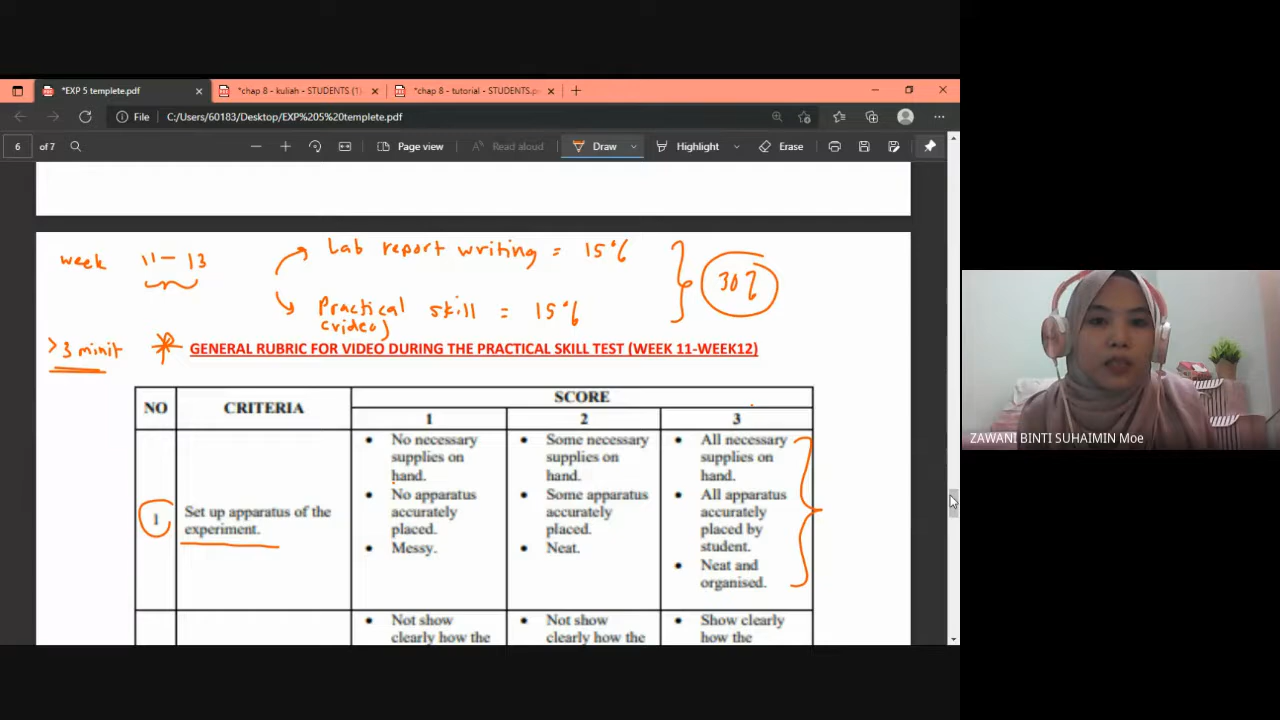 *EXP 5 templete.pdf
*chap 8 - kuliah - STUDENTS (1)
*chap 8 - tutorial - STUDENTS.p
File C:/Users/60183/Desktop/EXP%205%20templete.pdf
6 of 7 Page view Read aloud Draw Highlight Erase
week 11 - 13
Lab report writing = 15%
Practical skill = 15%
(video)
30%
> 3 minit
GENERAL RUBRIC FOR VIDEO DURING THE PRACTICAL SKILL TEST (WEEK 11-WEEK12)
NO CRITERIA SCORE
1 2 3
1
Set up apparatus of the
experiment.
• No necessary
supplies on
hand.
• No apparatus
accurately
placed.
• Messy.
• Some necessary
supplies on
hand.
• Some apparatus
accurately
placed.
• Neat.
• All necessary
supplies on
hand.
• All apparatus
accurately
placed by
student.
• Neat and
organised.
• Not show
clearly how the
• Not show
clearly how the
• Show clearly
how the
ZAWANI BINTI SUHAIMIN Moe